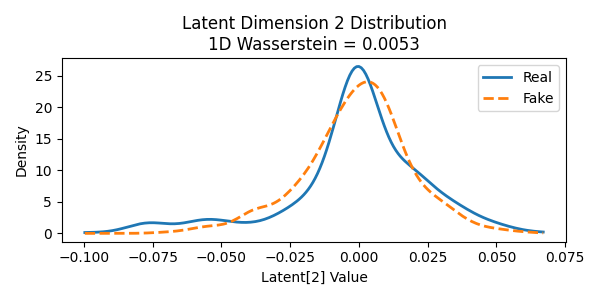 Latent Dimension 2 Distribution
1D Wasserstein = 0.0053
Density
25
20
15
10
5
0
Real
Fake
−0.100 −0.075 −0.050 −0.025 0.000 0.025 0.050 0.075
Latent[2] Value